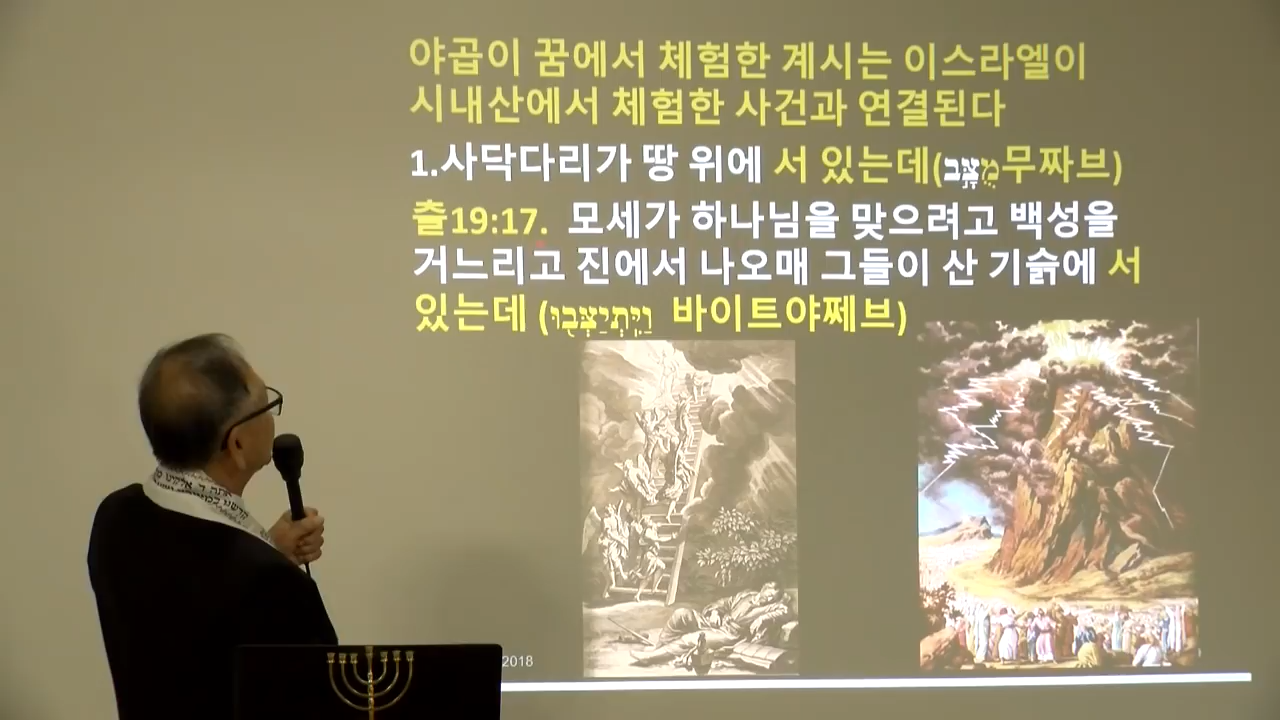 야곱이 꿈에서 체험한 계시는 이스라엘이
시내산에서 체험한 사건과 연결된다
1.사닥다리가 땅 위에 서 있는데(מֻצָּב무짜브)
출19:17. 모세가 하나님을 맞으려고 백성을
거느리고 진에서 나오매 그들이 산 기슭에 서
있는데 (וַיִּתְיַצְּבוּ 바이트야쩨브)
2018